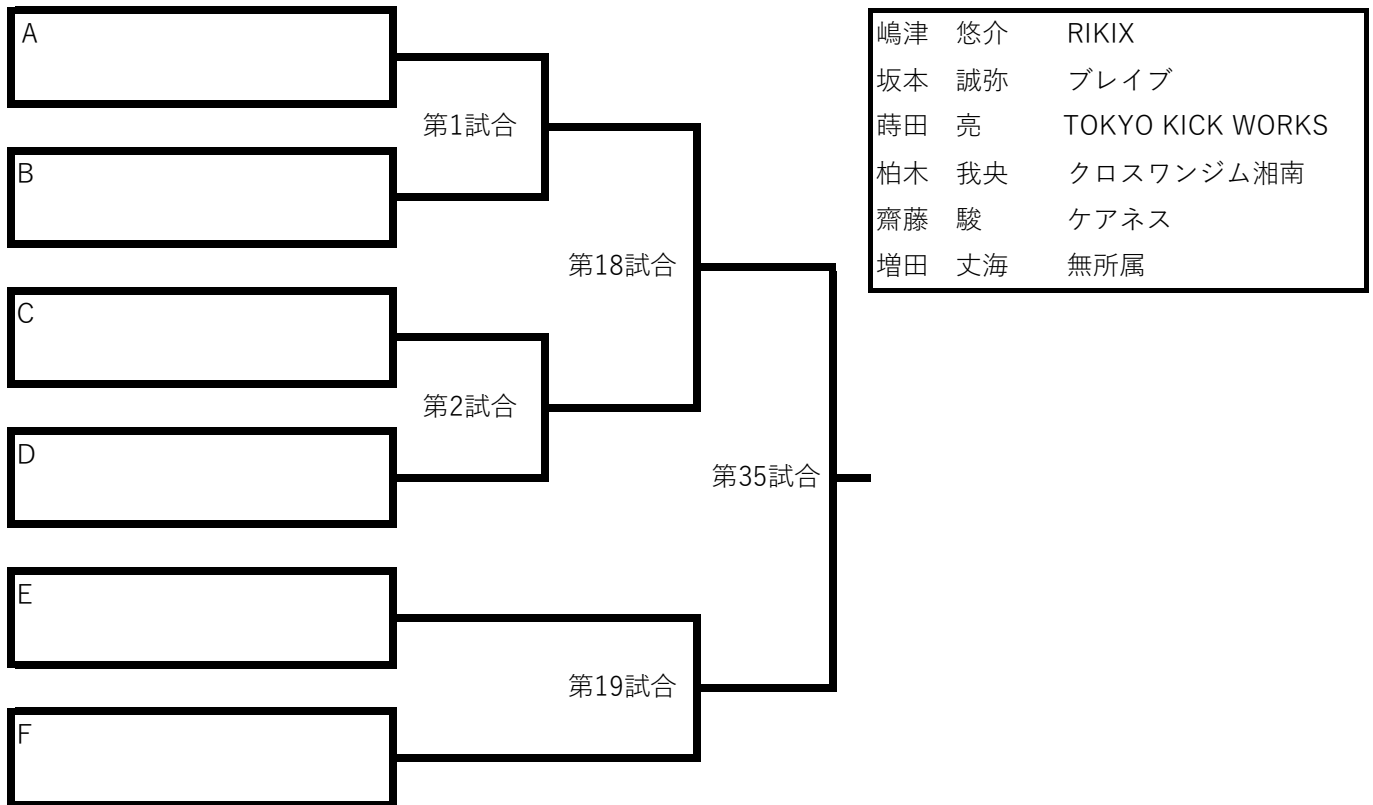 A
第1試合
B
第18試合
C
第2試合
D
第35試合
E
第19試合
F
嶋津 悠介 RIKIX
坂本 誠弥 ブレイブ
蒔田 亮 TOKYO KICK WORKS
柏木 我央 クロスワンジム湘南
齋藤 駿 ケアネス
増田 丈海 無所属